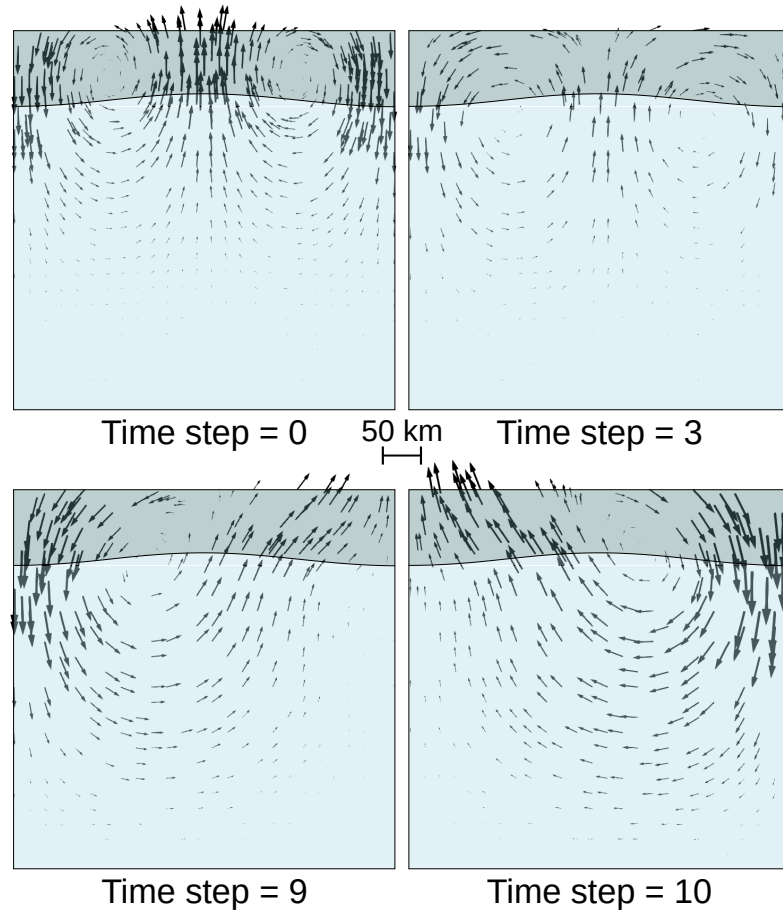 Time step = 0
50 km
Time step = 3
Time step = 9
Time step = 10